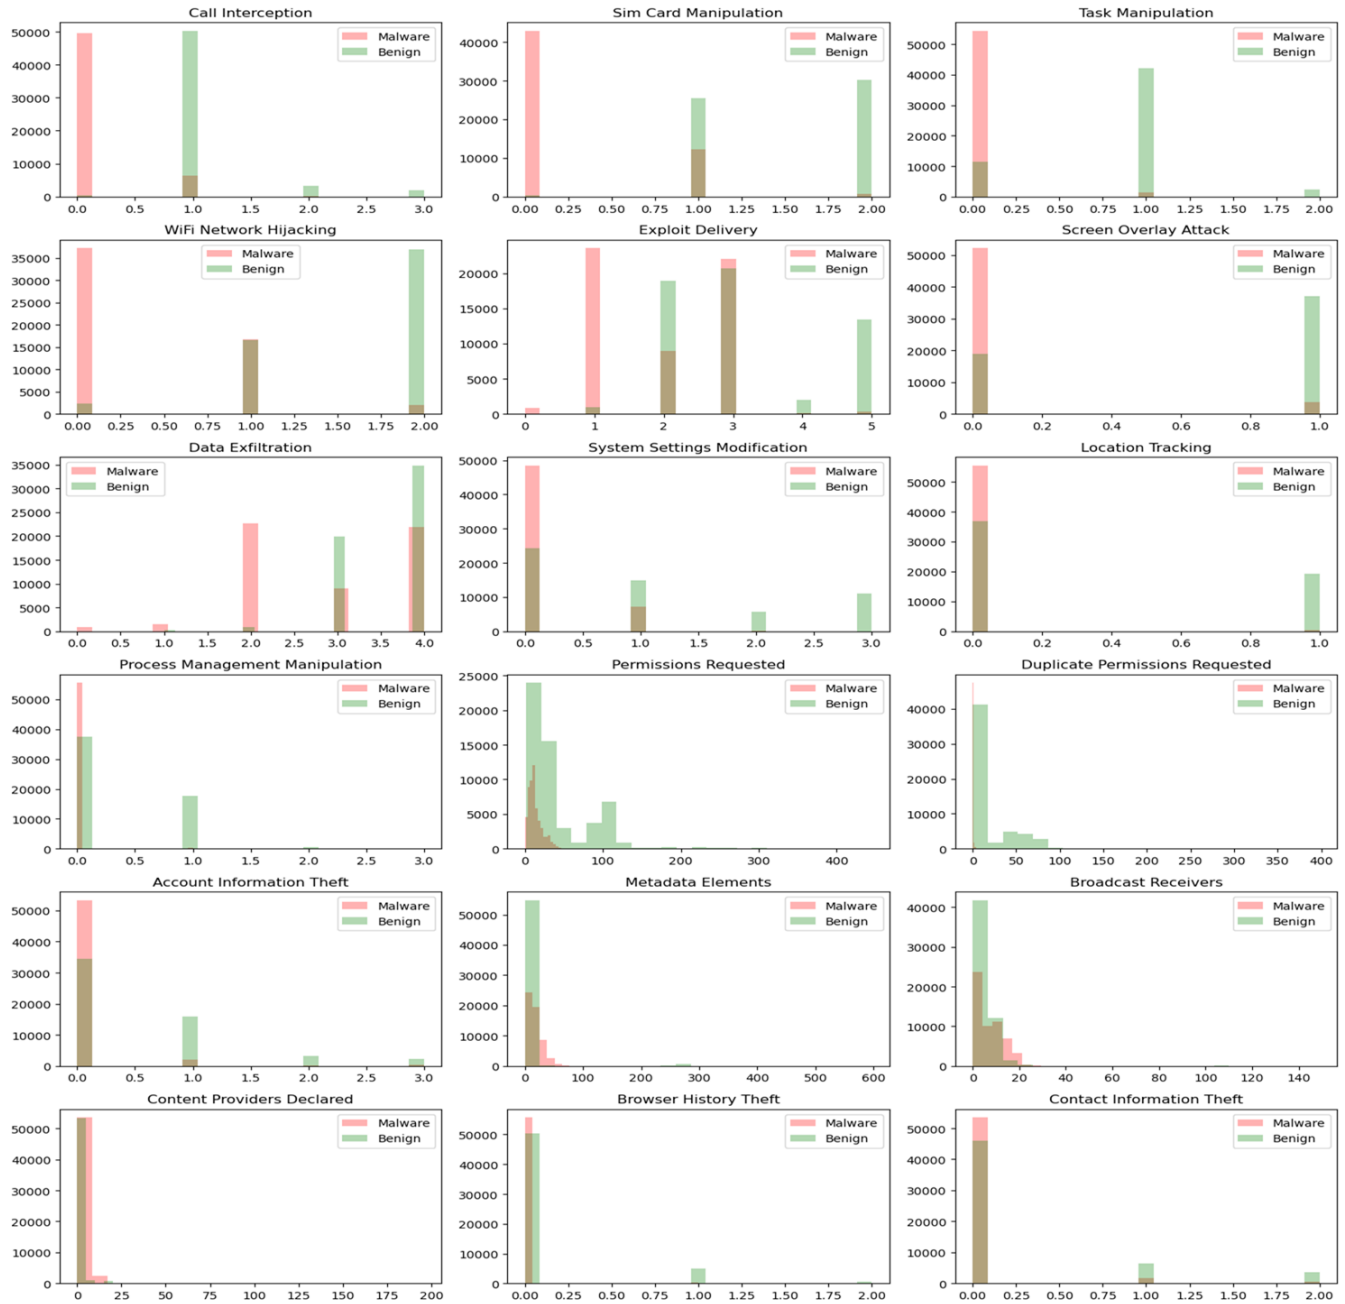 Call Interception
Sim Card Manipulation
Task Manipulation
50000
40000
30000
20000
10000
0
Malware
Benign
0.0 0.5 1.0 1.5 2.0 2.5 3.0
40000
30000
20000
10000
0
Malware
Benign
0.00 0.25 0.50 0.75 1.00 1.25 1.50 1.75 2.00
50000
40000
30000
20000
10000
0
Malware
Benign
0.00 0.25 0.50 0.75 1.00 1.25 1.50 1.75 2.00
WiFi Network Hijacking
Exploit Delivery
Screen Overlay Attack
35000
30000
25000
20000
15000
10000
5000
0
Malware
Benign
0.00 0.25 0.50 0.75 1.00 1.25 1.50 1.75 2.00
20000
15000
10000
5000
0
Malware
Benign
0 1 2 3 4 5
50000
40000
30000
20000
10000
0
Malware
Benign
0.0 0.2 0.4 0.6 0.8 1.0
Data Exfiltration
System Settings Modification
Location Tracking
35000
30000
25000
20000
15000
10000
5000
0
Malware
Benign
0.0 0.5 1.0 1.5 2.0 2.5 3.0 3.5 4.0
50000
40000
30000
20000
10000
0
Malware
Benign
0.0 0.5 1.0 1.5 2.0 2.5 3.0
50000
40000
30000
20000
10000
0
Malware
Benign
0.0 0.2 0.4 0.6 0.8 1.0
Process Management Manipulation
Permissions Requested
Duplicate Permissions Requested
50000
40000
30000
20000
10000
0
Malware
Benign
0.0 0.5 1.0 1.5 2.0 2.5 3.0
25000
20000
15000
10000
5000
0
Malware
Benign
0 100 200 300 400
40000
30000
20000
10000
0
Malware
Benign
0 50 100 150 200 250 300 350 400
Account Information Theft
Metadata Elements
Broadcast Receivers
50000
40000
30000
20000
10000
0
Malware
Benign
0.0 0.5 1.0 1.5 2.0 2.5 3.0
50000
40000
30000
20000
10000
0
Malware
Benign
0 100 200 300 400 500 600
40000
30000
20000
10000
0
Malware
Benign
0 20 40 60 80 100 120 140
Content Providers Declared
Browser History Theft
Contact Information Theft
50000
40000
30000
20000
10000
0
Malware
Benign
0 25 50 75 100 125 150 175 200
50000
40000
30000
20000
10000
0
Malware
Benign
0.00 0.25 0.50 0.75 1.00 1.25 1.50 1.75 2.00
50000
40000
30000
20000
10000
0
Malware
Benign
0.00 0.25 0.50 0.75 1.00 1.25 1.50 1.75 2.00